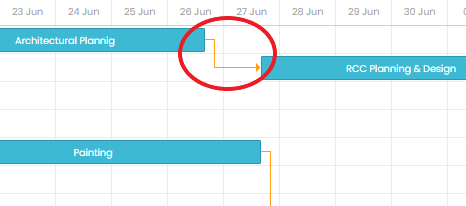 23 Jun 24 Jun 25 Jun 26 Jun 27 Jun 28 Jun 29 Jun 30 Jun
Architectural Plannig
RCC Planning & Design
Painting